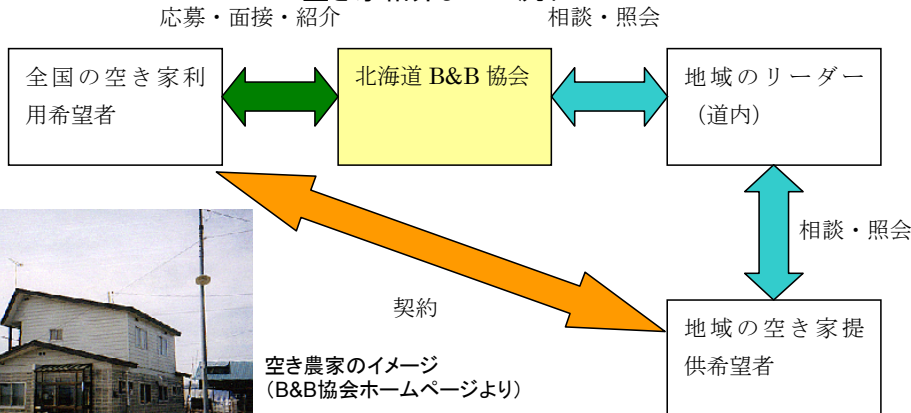 応募・面接・紹介
相談・照会
全国の空き家利
用希望者
北海道 B&B 協会
地域のリーダー
（道内）
相談・照会
契約
地域の空き家提
供希望者
空き農家のイメージ
（B&B協会ホームページより）